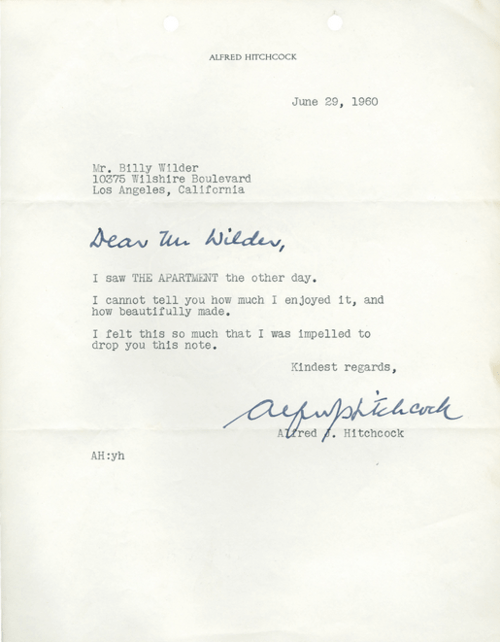 ALFRED HITCHCOCK
June 29, 1960
Mr. Billy Wilder
10375 Wilshire Boulevard
Los Angeles, California
Dear Mr Wilder,
I saw THE APARTMENT the other day.
I cannot tell you how much I enjoyed it, and
how beautifully made.
I felt this so much that I was impelled to
drop you this note.
Kindest regards,
Alfred J Hitchcock
Alfred J. Hitchcock
AH:yh